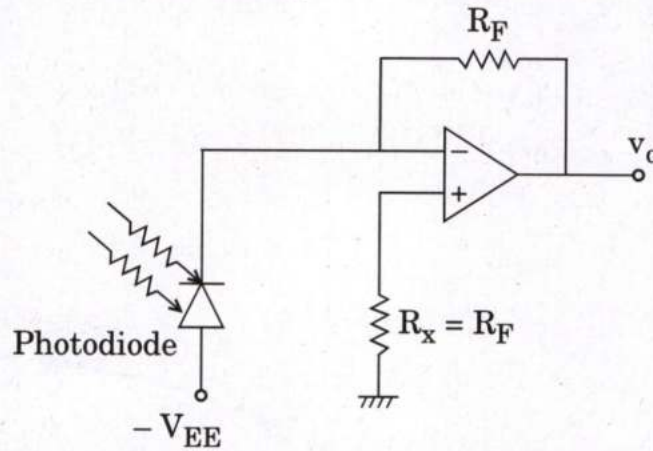 R_F
v_o
−
+
R_x = R_F
Photodiode
− V_EE